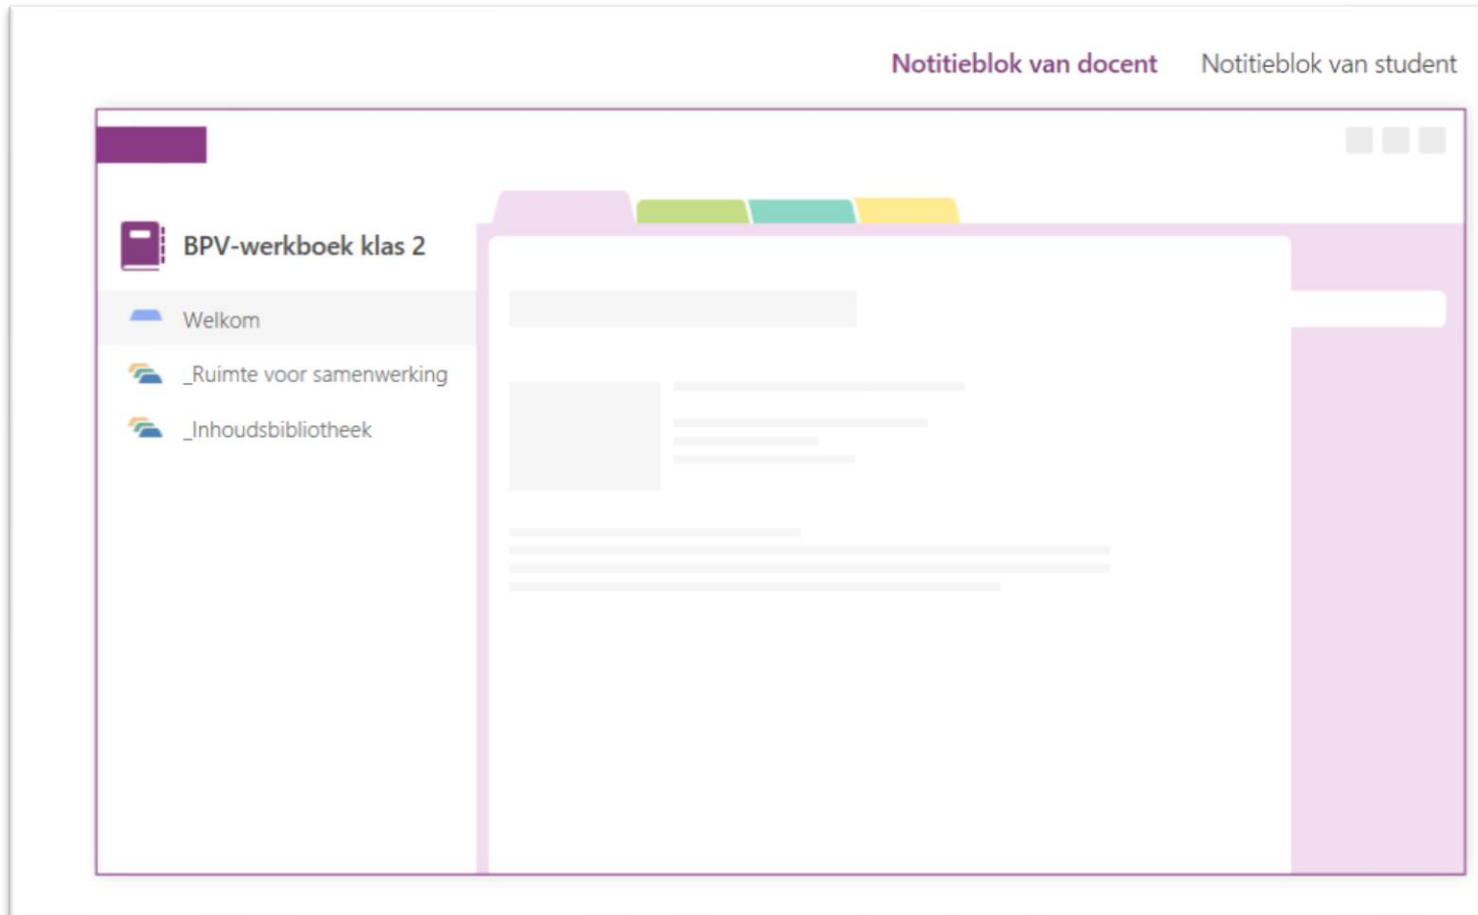 Notitieblok van docent Notitieblok van student
BPV-werkboek klas 2
Welkom
_Ruimte voor samenwerking
_Inhoudsbibliotheek